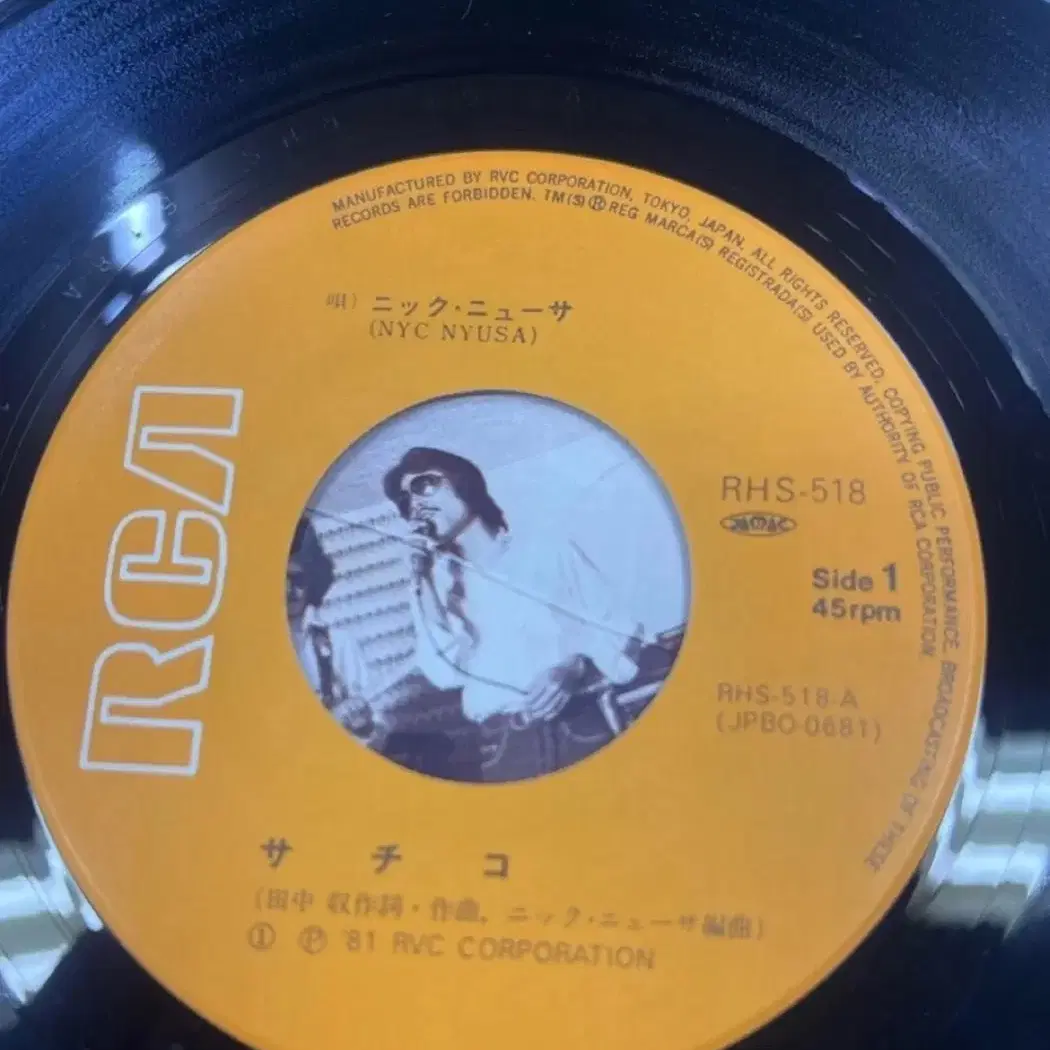 MANUFACTURED BY RVC CORPORATION, TOKYO, JAPAN. ALL RIGHTS RESERVED. COPYING PUBLIC PERFORMANCE, BROADCASTING OF THESE
RECORDS ARE FORBIDDEN. TM(S)®REG MARCA(S) REGISTRADA(S) USED BY AUTHORITY OF RCA CORPORATION.
唄) ニック・ニューサ
(NYC NYUSA)
RCA
RHS-518
Side 1
45rpm
RHS-518-A
(JPBO-0681)
サチコ
(田中 収作詞・作曲, ニック・ニューサ編曲)
① Ⓟ '81 RVC CORPORATION